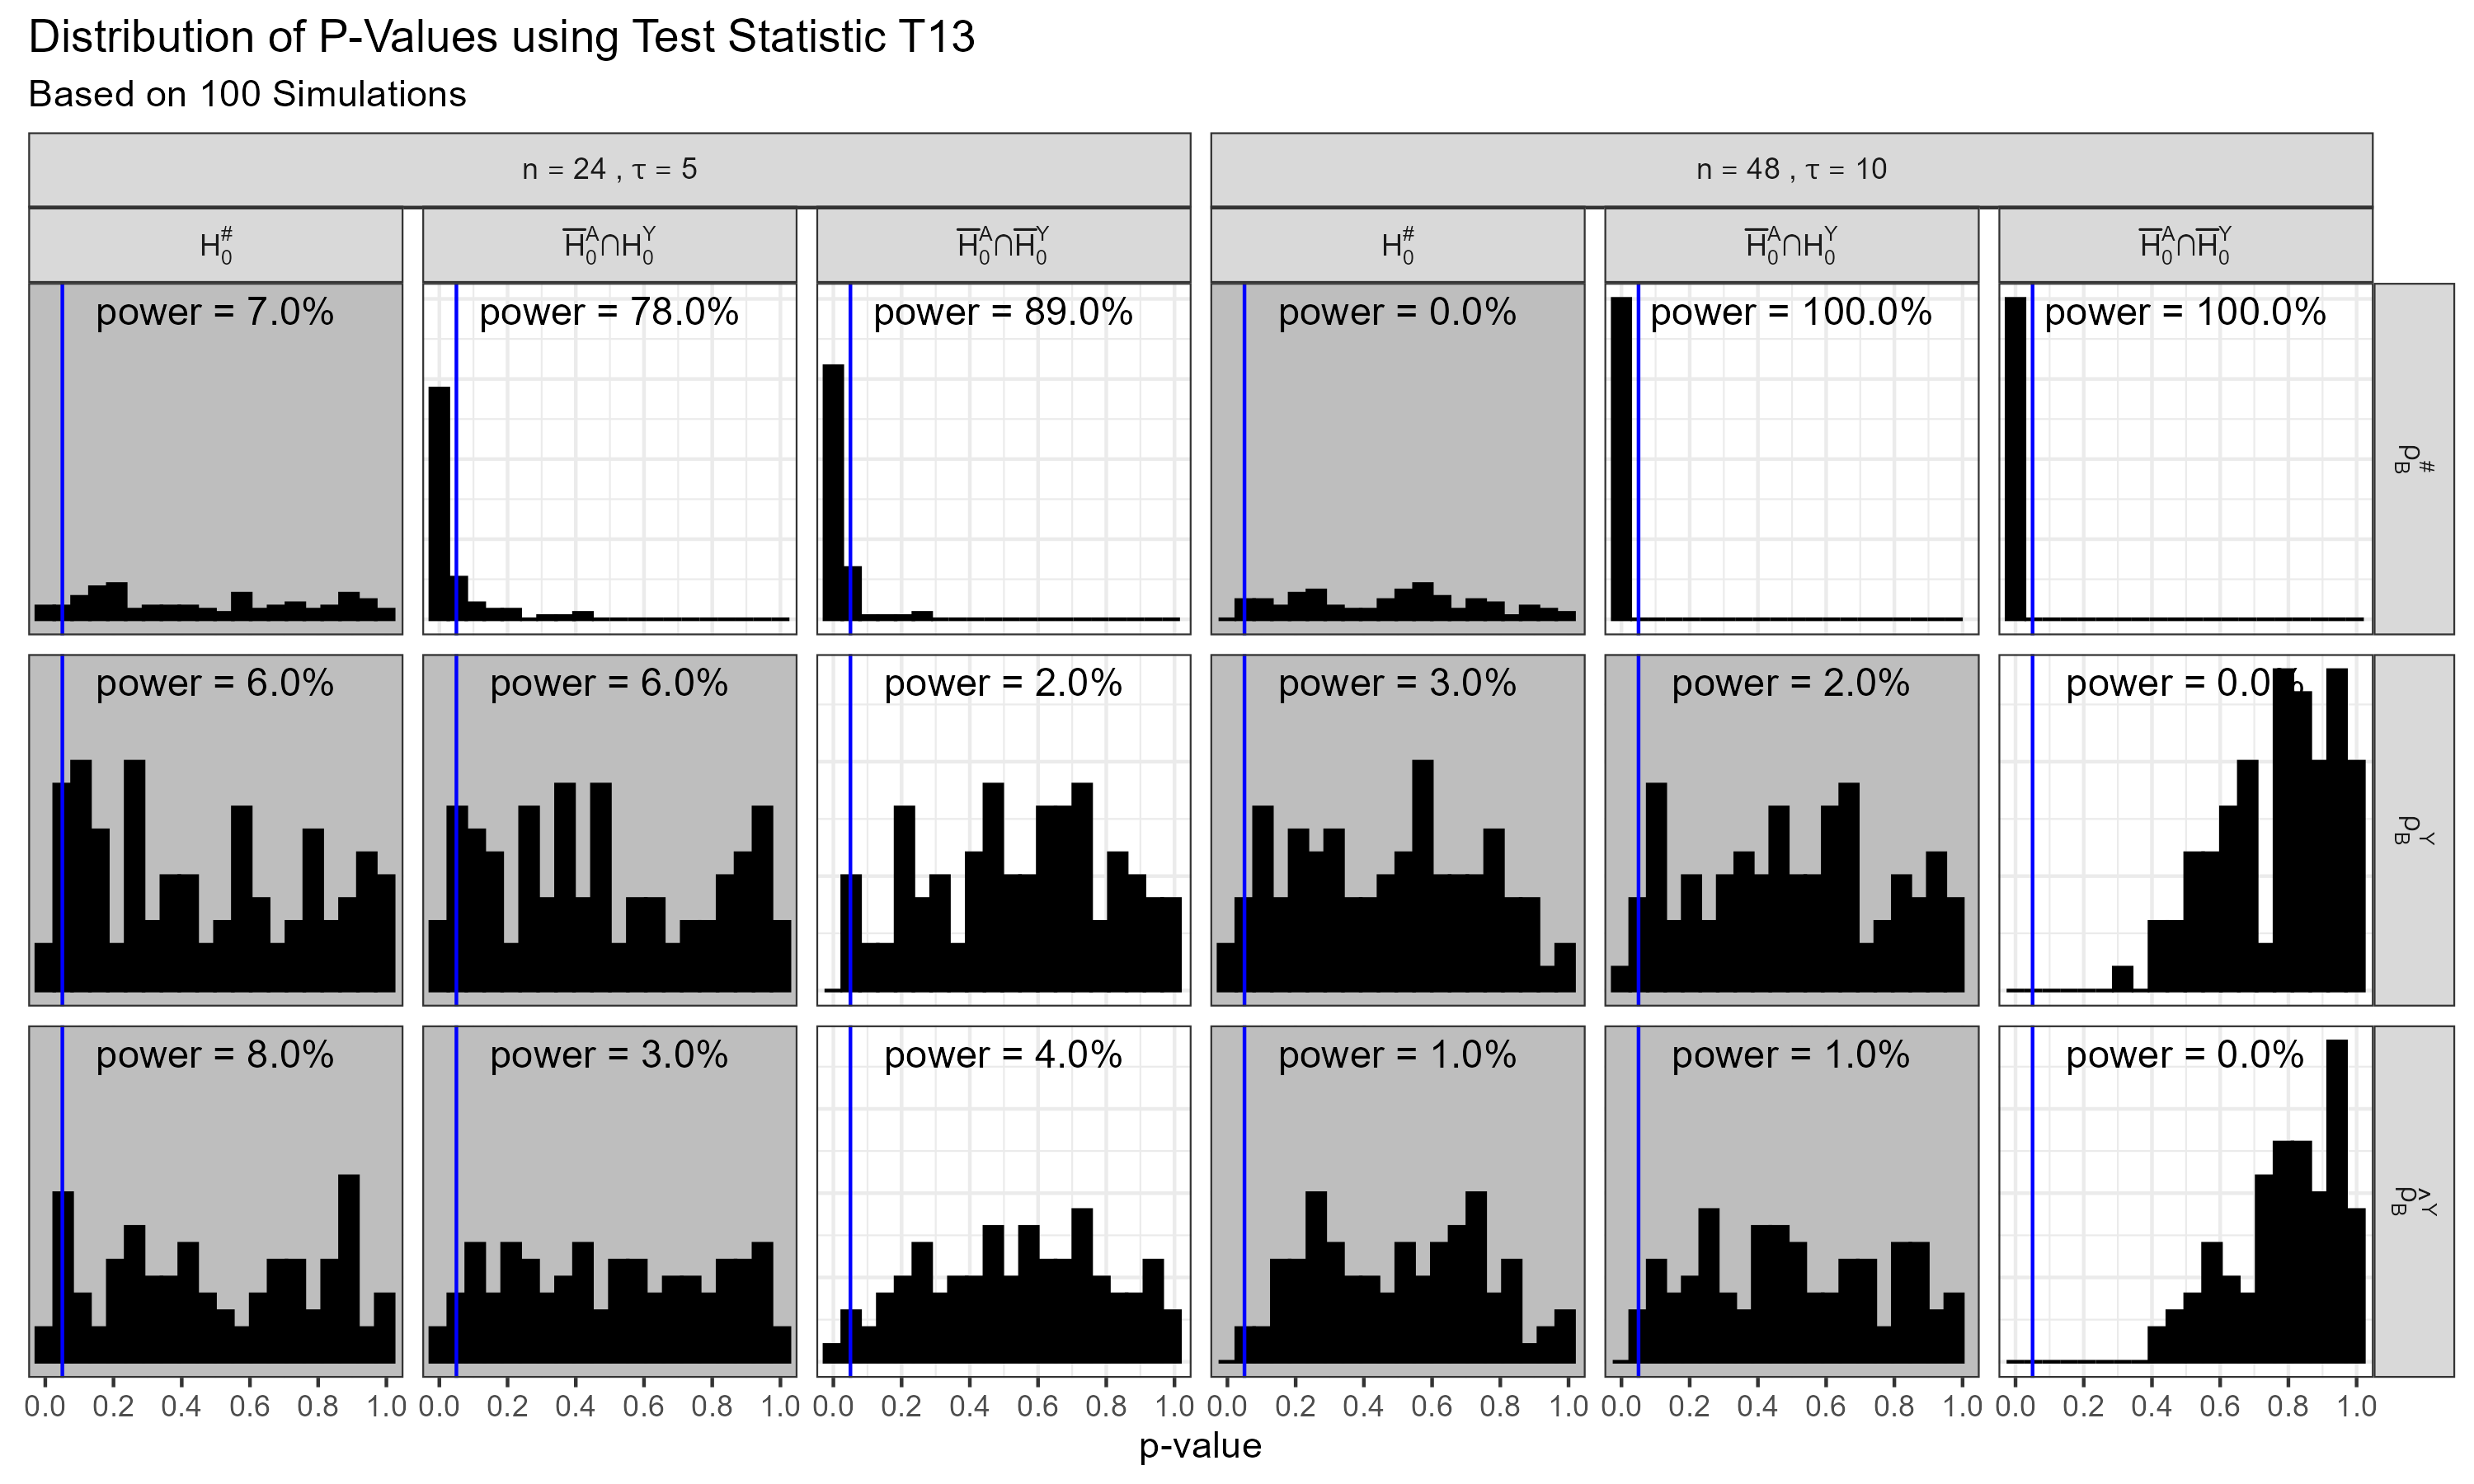 Distribution of P-Values using Test Statistic T13
Based on 100 Simulations
n = 24 , τ = 5 n = 48 , τ = 10
H₀^# H̅₀ᴬ∩H₀^Y H̅₀ᴬ∩H̅₀^Y H₀^# H̅₀ᴬ∩H₀^Y H̅₀ᴬ∩H̅₀^Y
power = 7.0% power = 78.0% power = 89.0% power = 0.0% power = 100.0% power = 100.0%
ρ_B^#
power = 6.0% power = 6.0% power = 2.0% power = 3.0% power = 2.0% power = 0.0%
ρ_B^Y
power = 8.0% power = 3.0% power = 4.0% power = 1.0% power = 1.0% power = 0.0%
ρ̂_B^Y
0.0 0.2 0.4 0.6 0.8 1.0 0.0 0.2 0.4 0.6 0.8 1.0 0.0 0.2 0.4 0.6 0.8 1.0 0.0 0.2 0.4 0.6 0.8 1.0 0.0 0.2 0.4 0.6 0.8 1.0 0.0 0.2 0.4 0.6 0.8 1.0
p-value